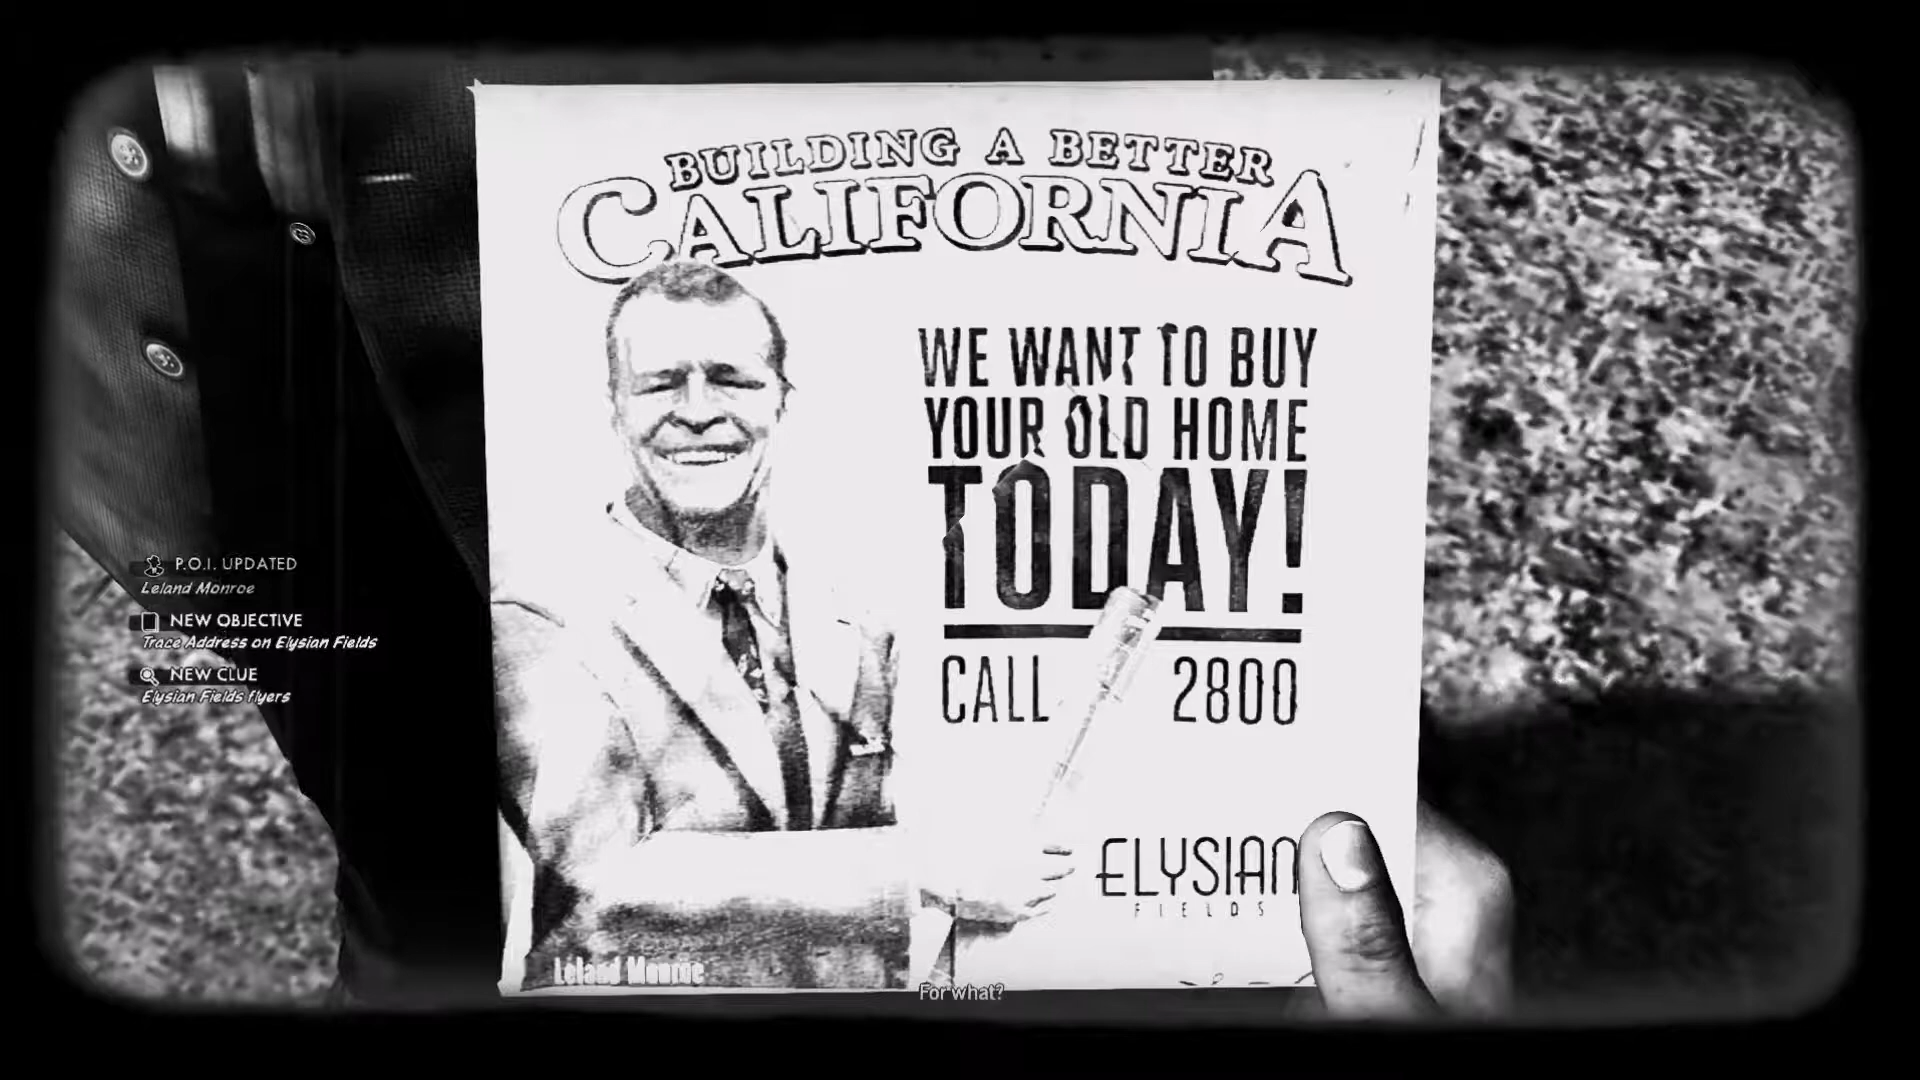 BUILDING A BETTER
CALIFORNIA
WE WANT TO BUY
YOUR OLD HOME
TODAY!
CALL 2800
ELYSIAN
FIELDS
Leland Monroe
P.O.I. UPDATED
Leland Monroe
NEW OBJECTIVE
Trace Address on Elysian Fields
NEW CLUE
Elysian Fields flyers
For what?